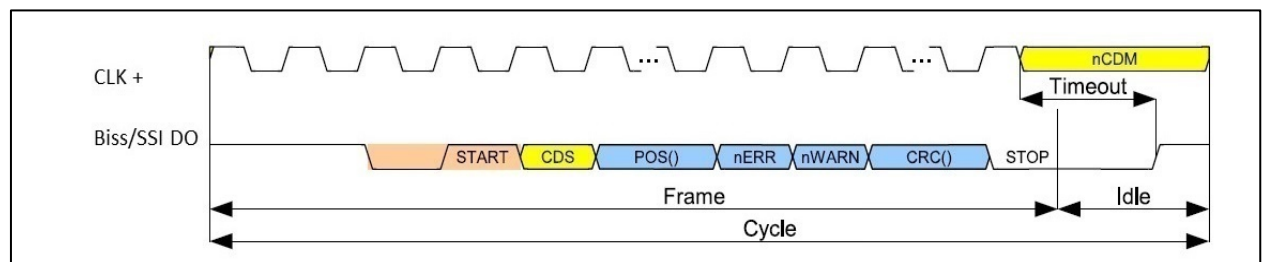 ... ... nCDM
CLK +
Timeout
Biss/SSI DO
START CDS POS() nERR nWARN CRC() STOP
Frame Idle
Cycle